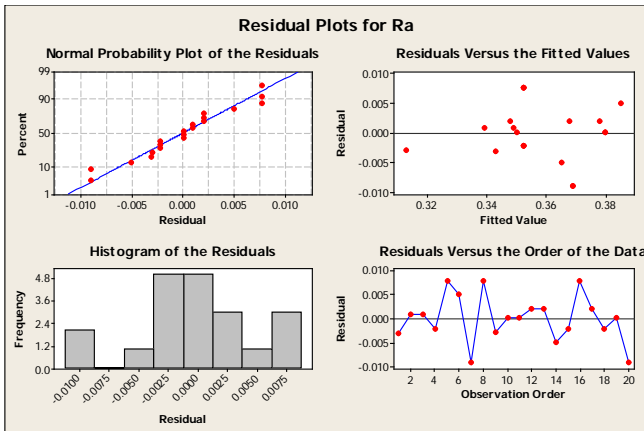 Residual Plots for Ra
Normal Probability Plot of the Residuals
99
90
50
10
1
Percent
-0.010 -0.005 0.000 0.005 0.010
Residual
Residuals Versus the Fitted Values
0.010
0.005
0.000
-0.005
-0.010
Residual
0.32 0.34 0.36 0.38
Fitted Value
Histogram of the Residuals
4.8
3.6
2.4
1.2
0.0
Frequency
-0.0100 -0.0075 -0.0050 -0.0025 0.0000 0.0025 0.0050 0.0075
Residual
Residuals Versus the Order of the Data
0.010
0.005
0.000
-0.005
-0.010
Residual
2 4 6 8 10 12 14 16 18 20
Observation Order